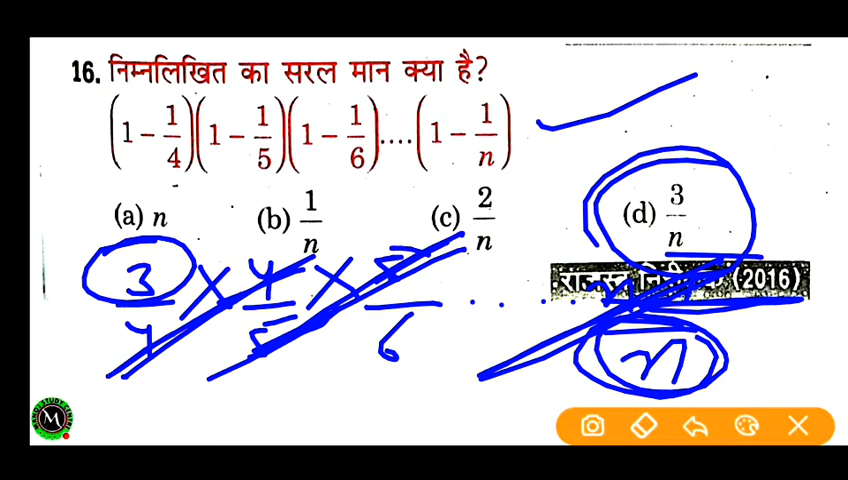 16. निम्नलिखित का सरल मान क्या है?
(1 − 1/4)(1 − 1/5)(1 − 1/6)....(1 − 1/n)
(a) n (b) 1/n (c) 2/n (d) 3/n
(2016)
3/4 × 4/5 × 5/6 . . . . . n
M